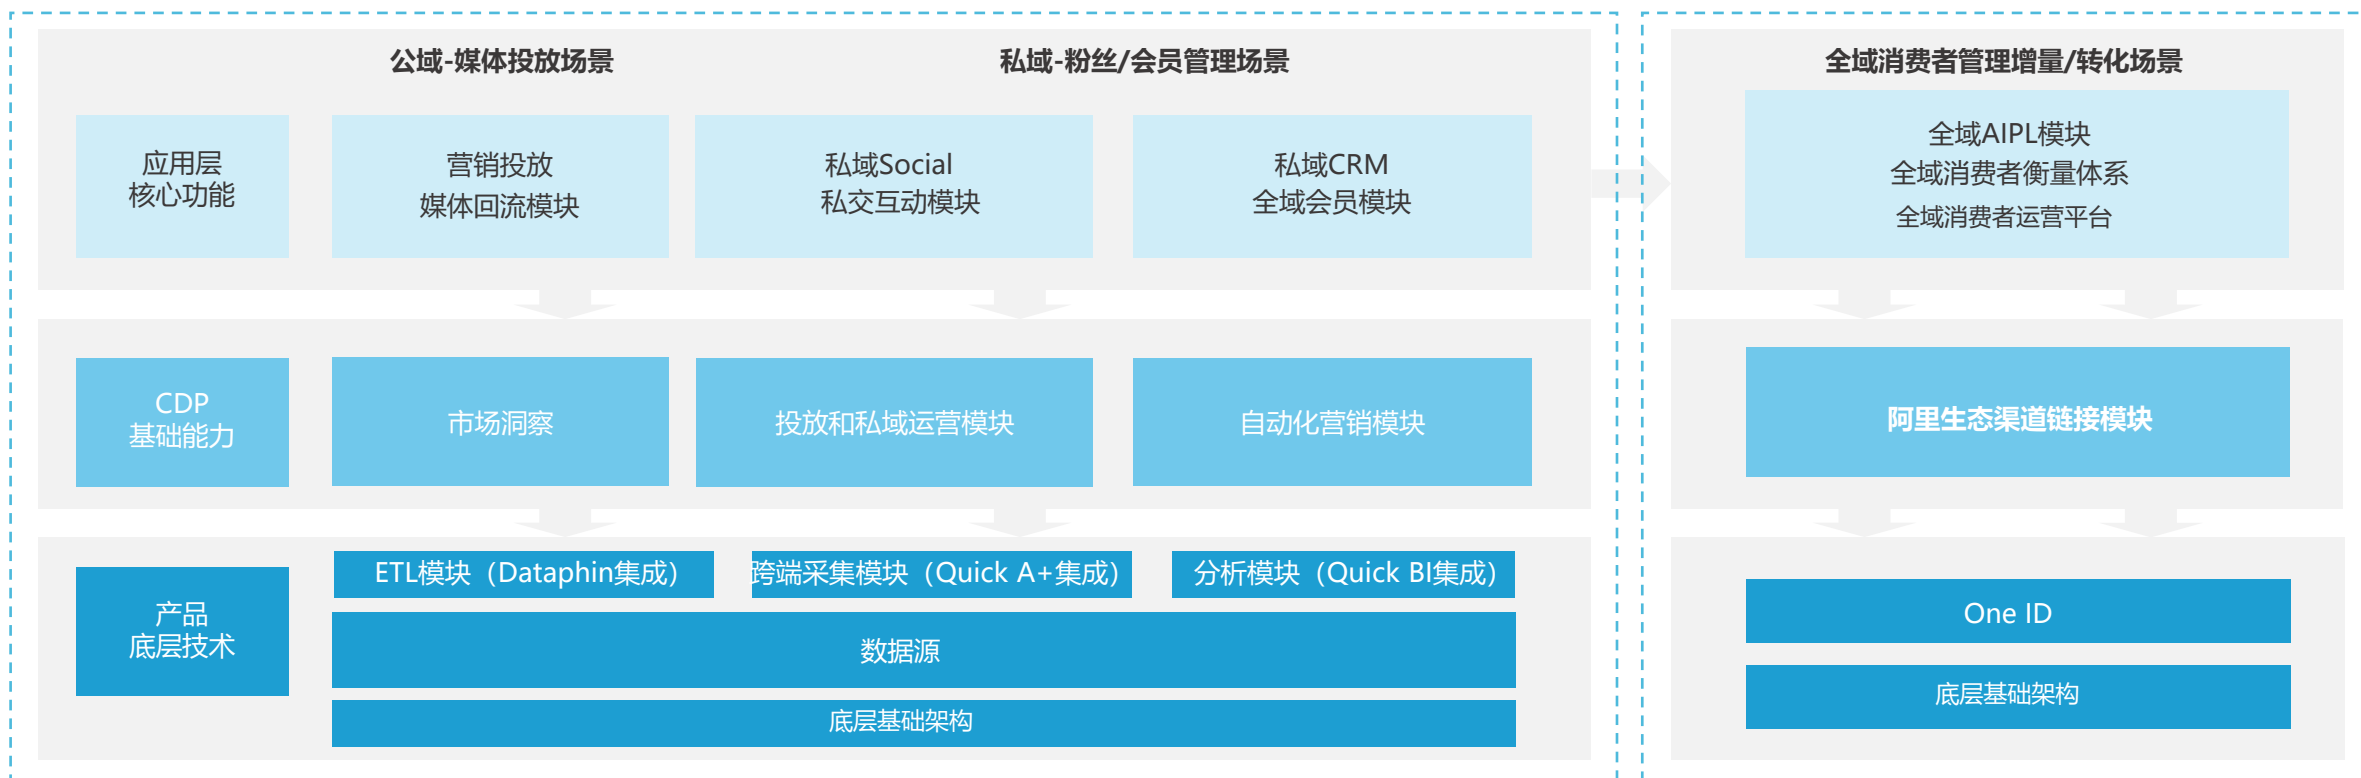 公域-媒体投放场景
私域-粉丝/会员管理场景
全域消费者管理增量/转化场景
应用层
核心功能
营销投放
媒体回流模块
私域Social
私交互动模块
私域CRM
全域会员模块
全域AIPL模块
全域消费者衡量体系
全域消费者运营平台
CDP
基础能力
市场洞察
投放和私域运营模块
自动化营销模块
阿里生态渠道链接模块
产品
底层技术
ETL模块（Dataphin集成）
跨端采集模块（Quick A+集成）
分析模块（Quick BI集成）
数据源
底层基础架构
One ID
底层基础架构